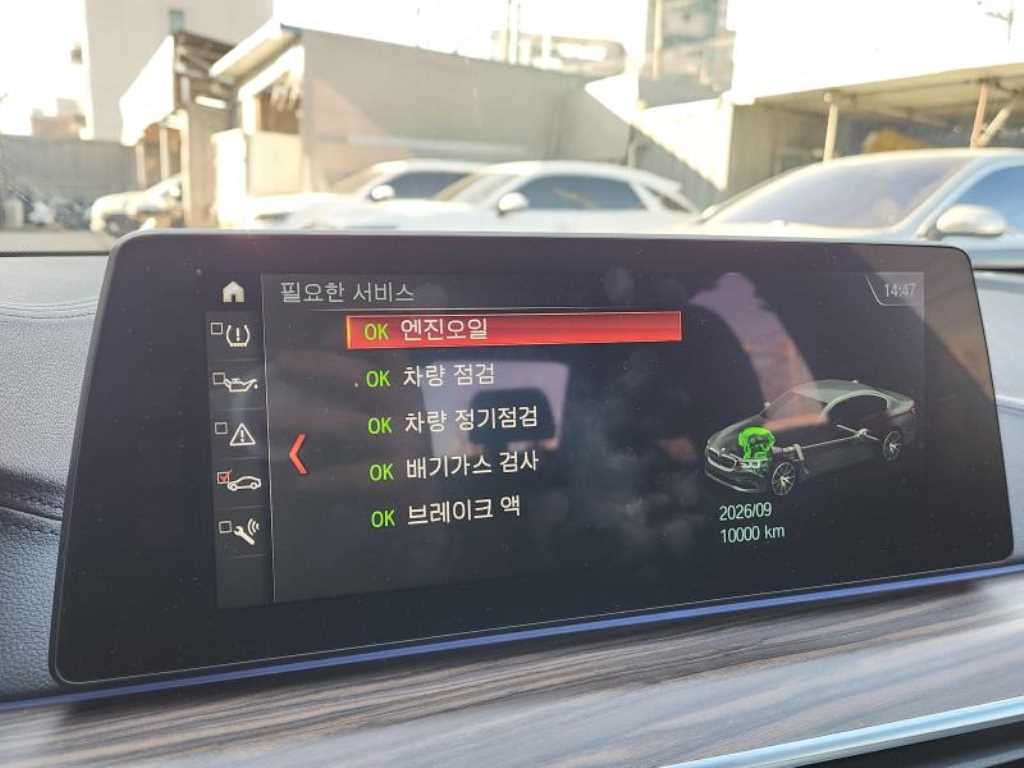 필요한 서비스
14:47
OK 엔진오일
OK 차량 점검
OK 차량 정기점검
OK 배기가스 검사
OK 브레이크 액
2026/09
10000 km